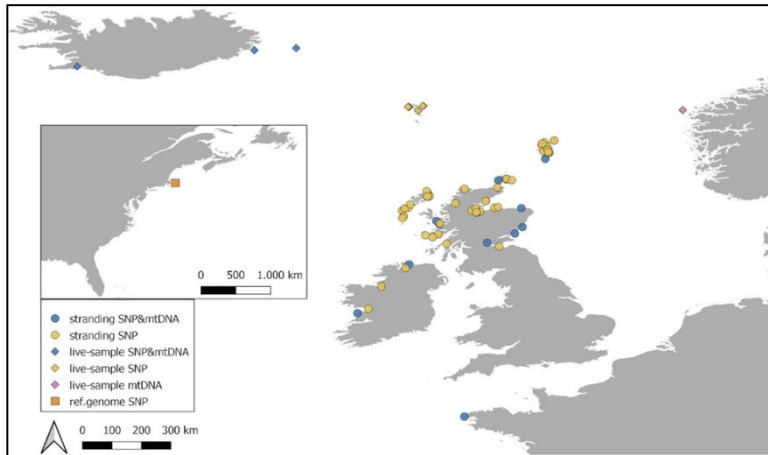 0 500 1.000 km
stranding SNP&mtDNA
stranding SNP
live-sample SNP&mtDNA
live-sample SNP
live-sample mtDNA
ref.genome SNP
0 100 200 300 km